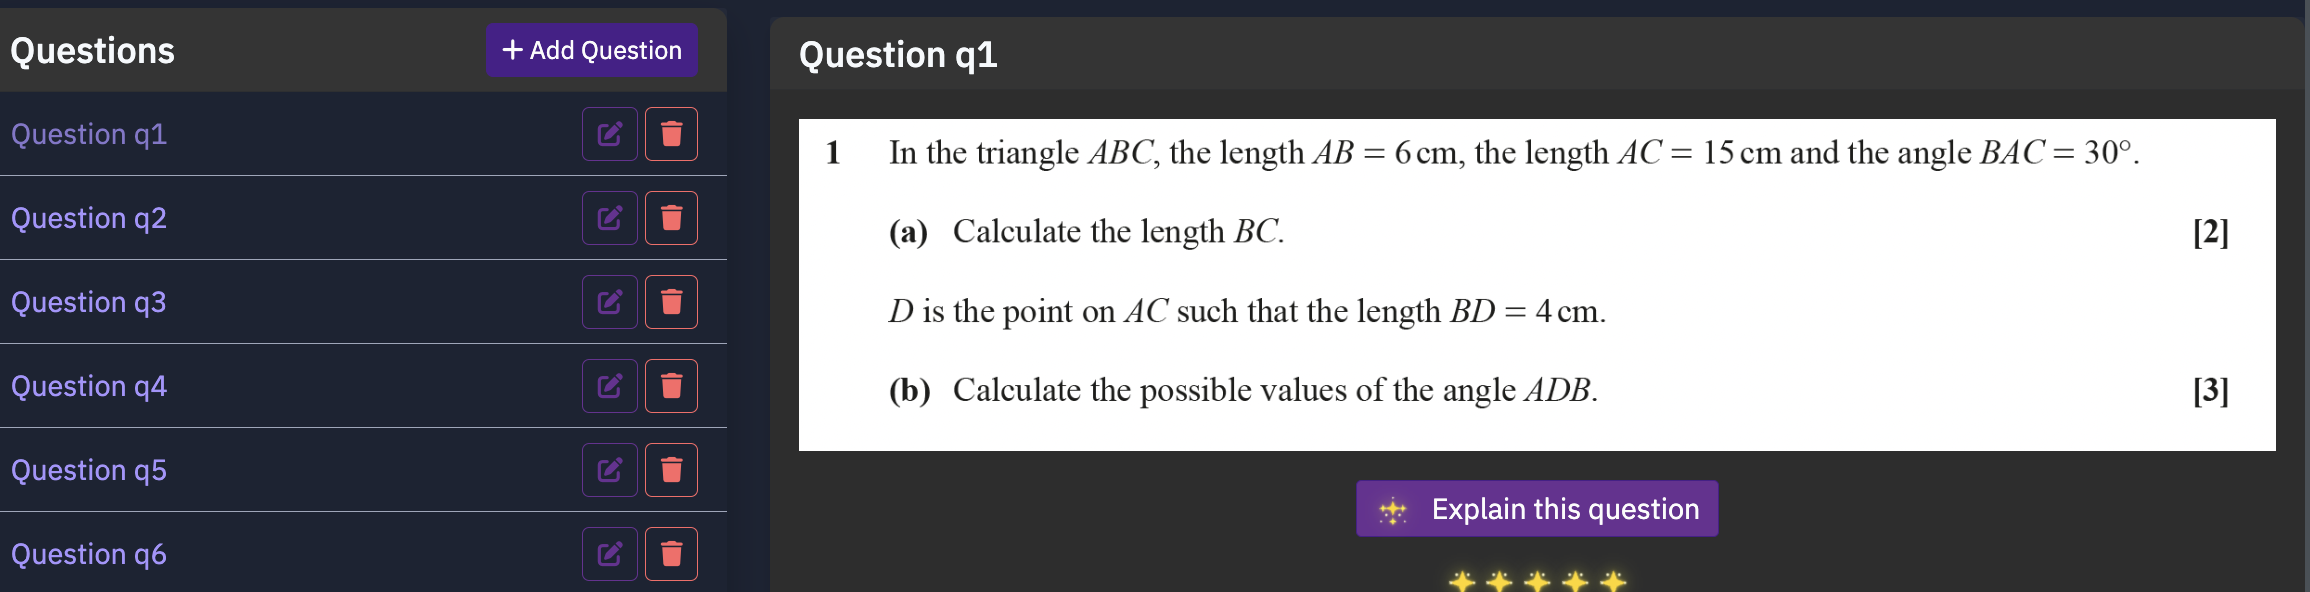 Questions
+ Add Question
Question q1
Question q2
Question q3
Question q4
Question q5
Question q6
Question q1
1 In the triangle ABC, the length AB = 6 cm, the length AC = 15 cm and the angle BAC = 30°.
(a) Calculate the length BC. [2]
D is the point on AC such that the length BD = 4 cm.
(b) Calculate the possible values of the angle ADB. [3]
Explain this question